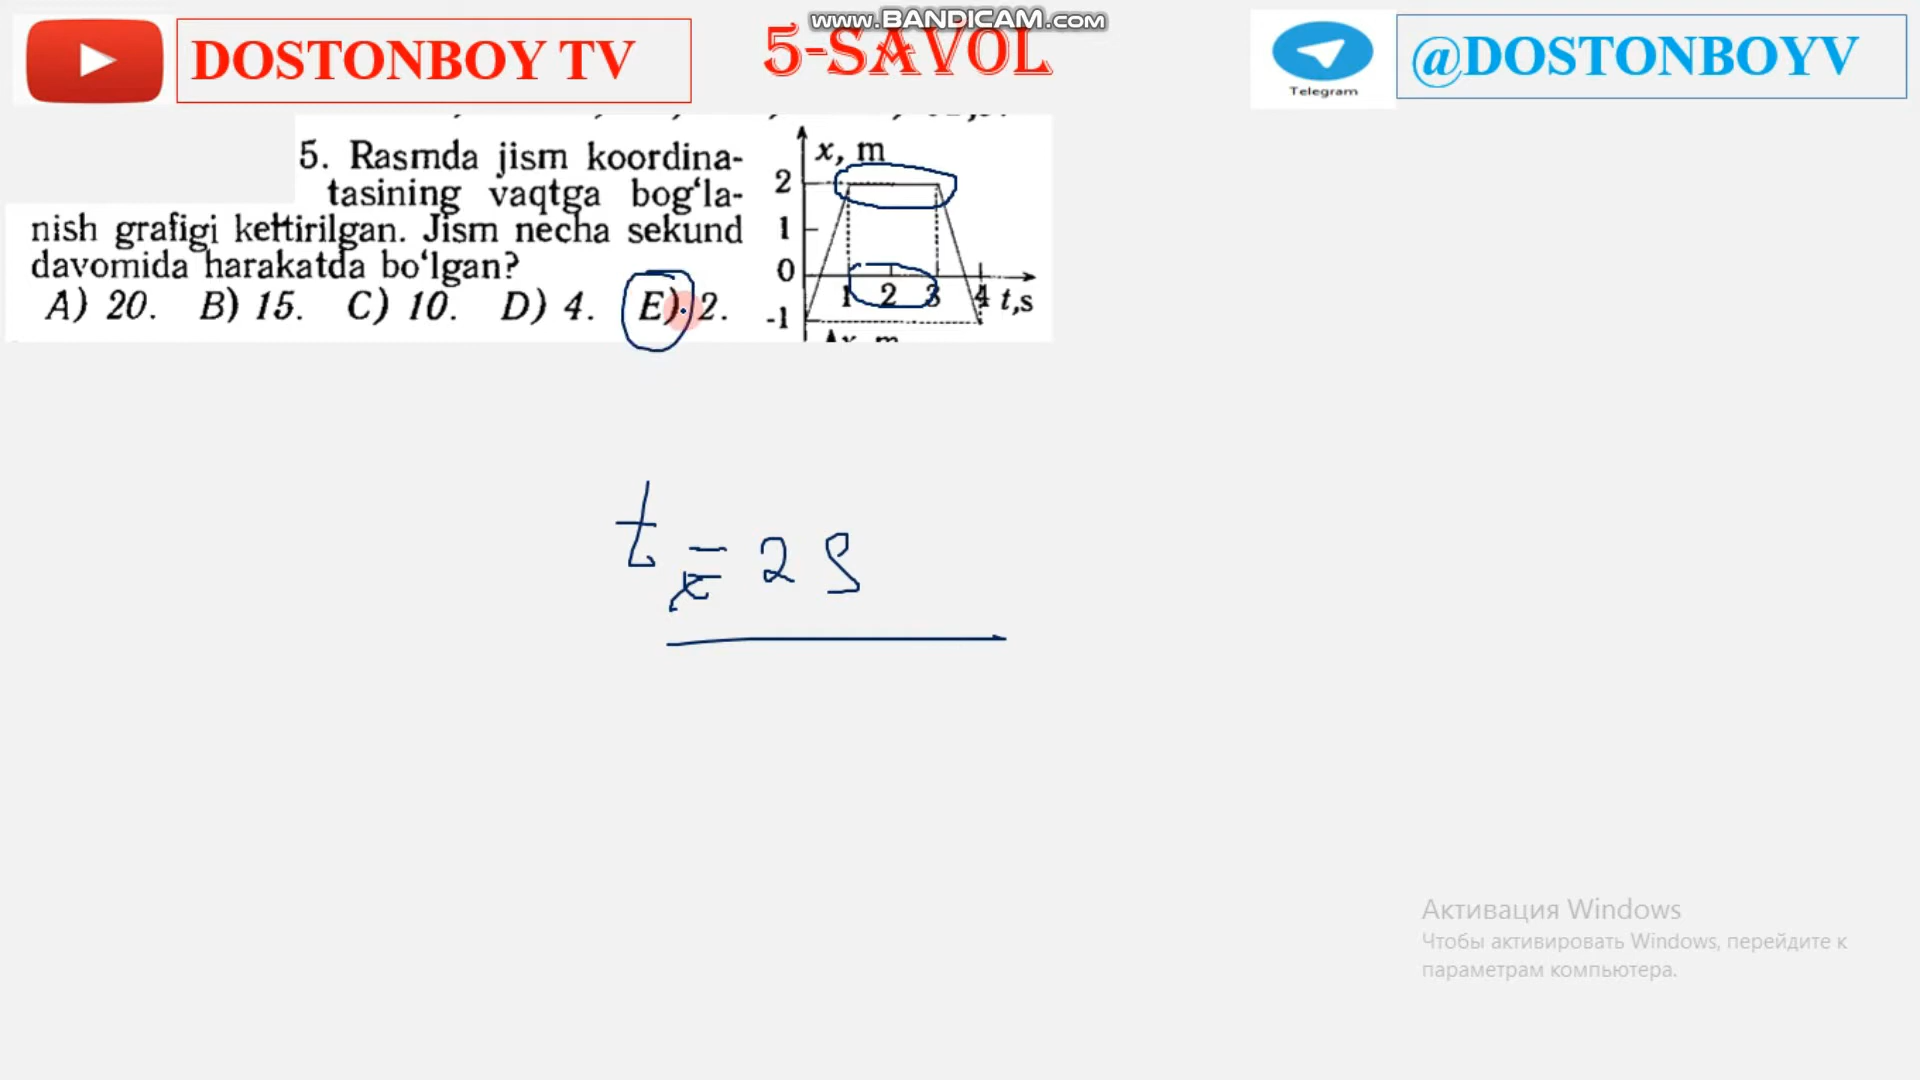 www.BANDICAM.com
DOSTONBOY TV
5-SAVOL
Telegram
@DOSTONBOYV
5. Rasmda jism koordina-
tasining vaqtga bog‘la-
nish grafigi keltirilgan. Jism necha sekund
davomida harakatda bo‘lgan?
A) 20. B) 15. C) 10. D) 4. E) 2.
x, m
2
1
0
-1
1 2 3 4 t,s
t = 2 s
Активация Windows
Чтобы активировать Windows, перейдите к
параметрам компьютера.